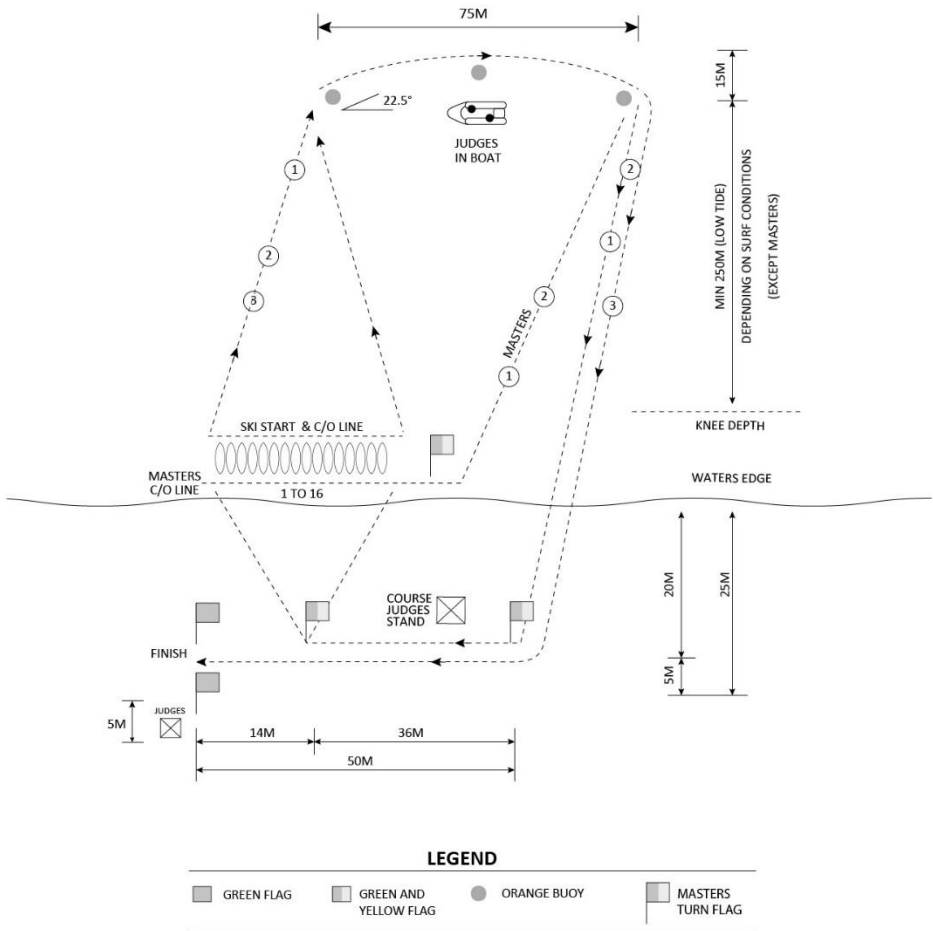 75M
15M
22.5°
JUDGES
IN BOAT
1
2
3
2
1
3
MASTERS
2
1
MIN 250M (LOW TIDE)
DEPENDING ON SURF CONDITIONS
(EXCEPT MASTERS)
SKI START & C/O LINE
KNEE DEPTH
MASTERS
C/O LINE
1 TO 16
WATERS EDGE
20M
25M
COURSE
JUDGES
STAND
FINISH
5M
5M
JUDGES
14M
36M
50M
LEGEND
GREEN FLAG
GREEN AND
YELLOW FLAG
ORANGE BUOY
MASTERS
TURN FLAG